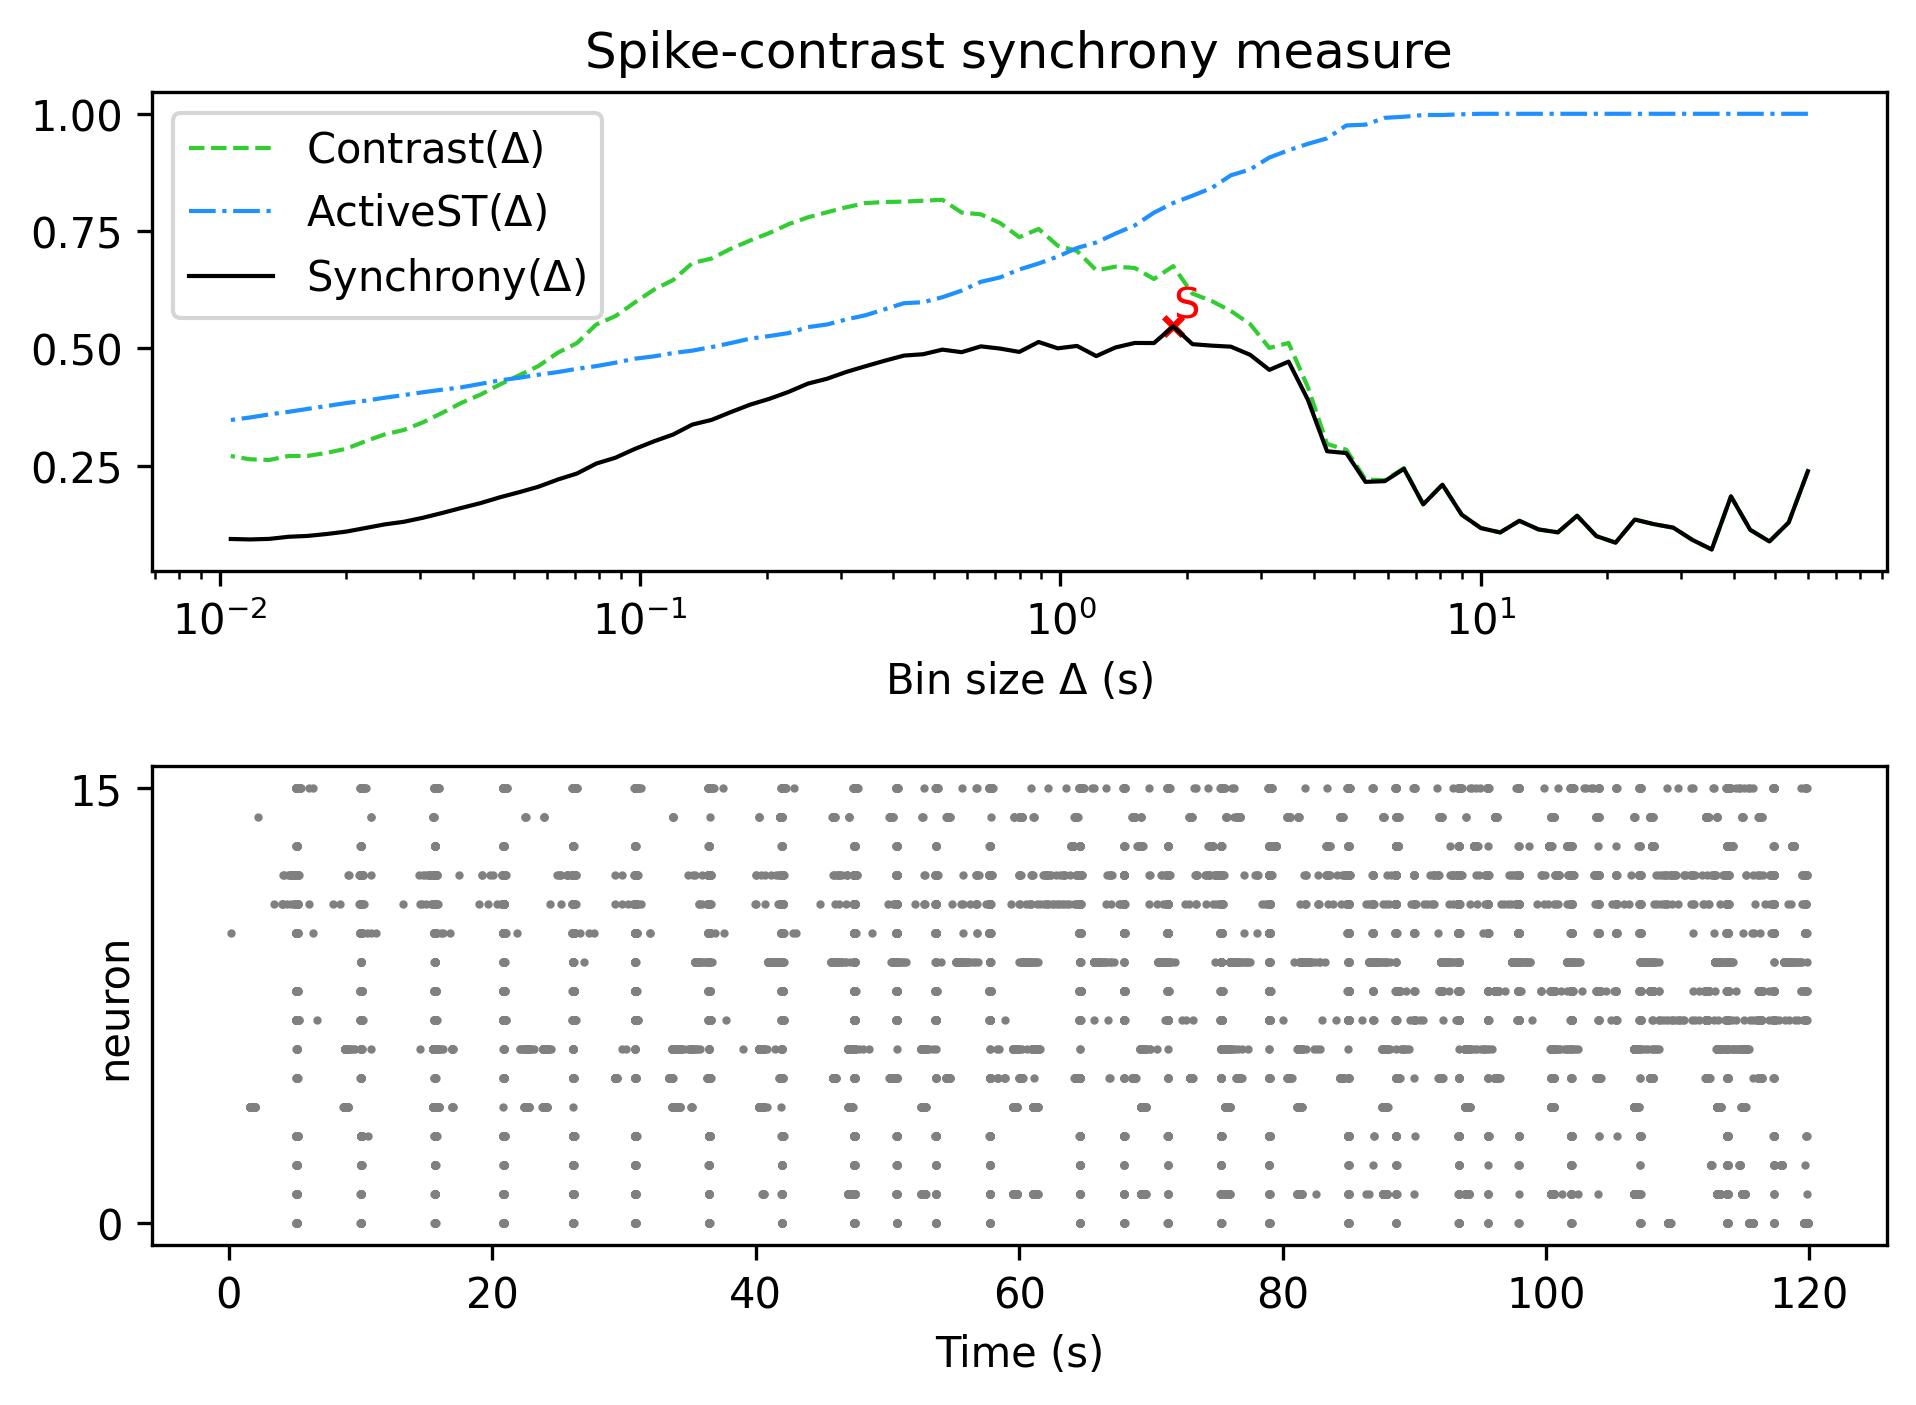 Spike-contrast synchrony measure
1.00
0.75
0.50
0.25
Contrast(Δ)
ActiveST(Δ)
Synchrony(Δ)
S
10⁻² 10⁻¹ 10⁰ 10¹
Bin size Δ (s)
15
0
neuron
0 20 40 60 80 100 120
Time (s)